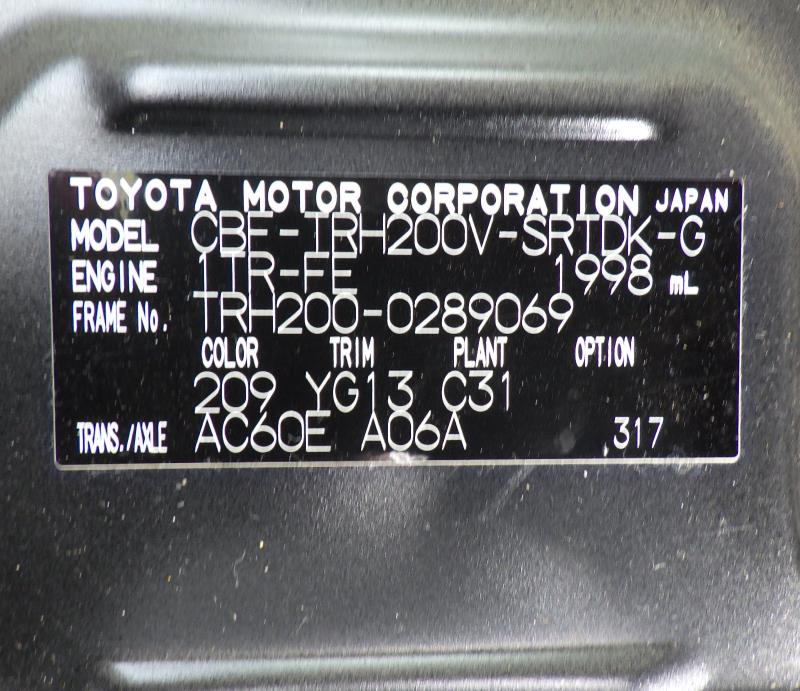 TOYOTA MOTOR CORPORATION JAPAN
MODEL CBF-TRH200V-SRTDK-G
ENGINE 1TR-FE 1998 mL
FRAME No. TRH200-0289069
COLOR TRIM PLANT OPTION
209 YG13 C31
TRANS./AXLE AC60E A06A 317